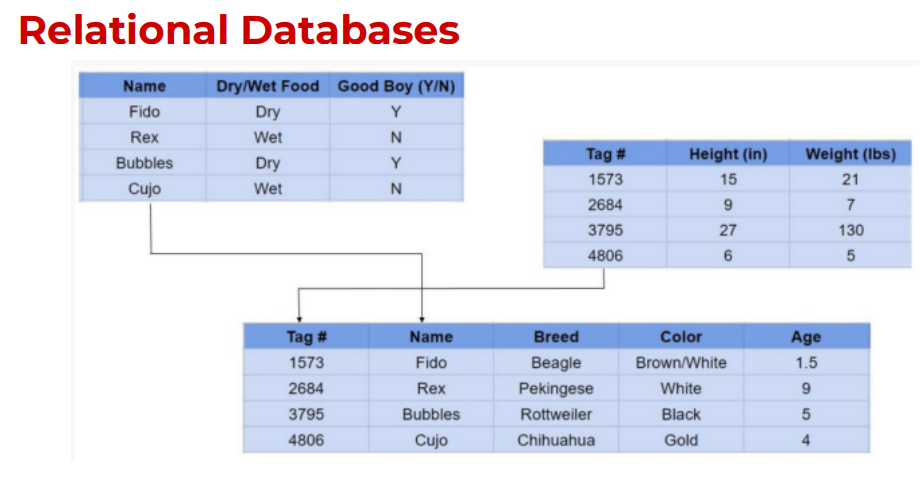 Relational Databases
Name Dry/Wet Food Good Boy (Y/N)
Fido Dry Y
Rex Wet N
Bubbles Dry Y
Cujo Wet N
Tag # Height (in) Weight (lbs)
1573 15 21
2684 9 7
3795 27 130
4806 6 5
Tag # Name Breed Color Age
1573 Fido Beagle Brown/White 1.5
2684 Rex Pekingese White 9
3795 Bubbles Rottweiler Black 5
4806 Cujo Chihuahua Gold 4